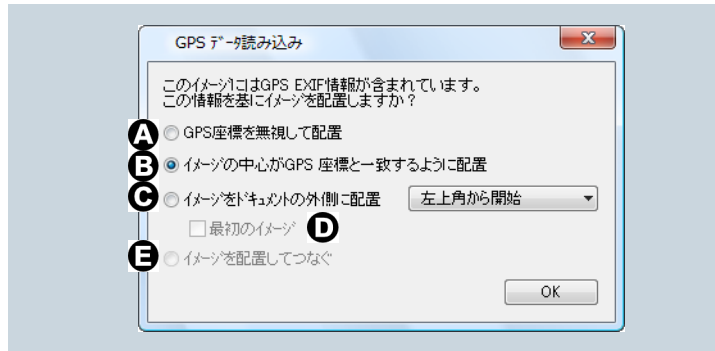 GPS データ読み込み
このイメージにはGPS EXIF情報が含まれています。
この情報を基にイメージを配置しますか？
A GPS座標を無視して配置
B イメージの中心がGPS 座標と一致するように配置
C イメージをドキュメントの外側に配置 左上角から開始
最初のイメージ D
E イメージを配置してつなぐ
OK